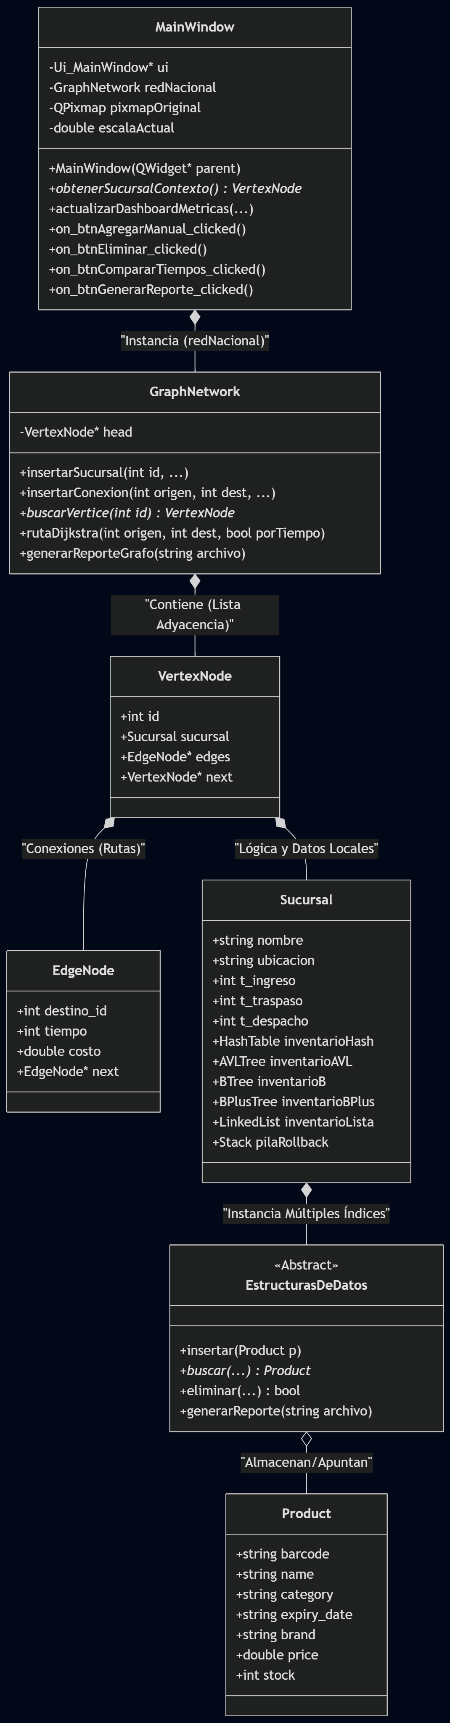 MainWindow
-Ui_MainWindow* ui
-GraphNetwork redNacional
-QPixmap pixmapOriginal
-double escalaActual
+MainWindow(QWidget* parent)
+obtenerSucursalContexto() : VertexNode
+actualizarDashboardMetricas(...)
+on_btnAgregarManual_clicked()
+on_btnEliminar_clicked()
+on_btnCompararTiempos_clicked()
+on_btnGenerarReporte_clicked()
"Instancia (redNacional)"
GraphNetwork
-VertexNode* head
+insertarSucursal(int id, ...)
+insertarConexion(int origen, int dest, ...)
+buscarVertice(int id) : VertexNode
+rutaDijkstra(int origen, int dest, bool porTiempo)
+generarReporteGrafo(string archivo)
"Contiene (Lista
Adyacencia)"
VertexNode
+int id
+Sucursal sucursal
+EdgeNode* edges
+VertexNode* next
"Conexiones (Rutas)"
"Lógica y Datos Locales"
EdgeNode
+int destino_id
+int tiempo
+double costo
+EdgeNode* next
Sucursal
+string nombre
+string ubicacion
+int t_ingreso
+int t_traspaso
+int t_despacho
+HashTable inventarioHash
+AVLTree inventarioAVL
+BTree inventarioB
+BPlusTree inventarioBPlus
+LinkedList inventarioLista
+Stack pilaRollback
"Instancia Múltiples Índices"
«Abstract»
EstructurasDeDatos
+insertar(Product p)
+buscar(...) : Product
+eliminar(...) : bool
+generarReporte(string archivo)
"Almacenan/Apuntan"
Product
+string barcode
+string name
+string category
+string expiry_date
+string brand
+double price
+int stock